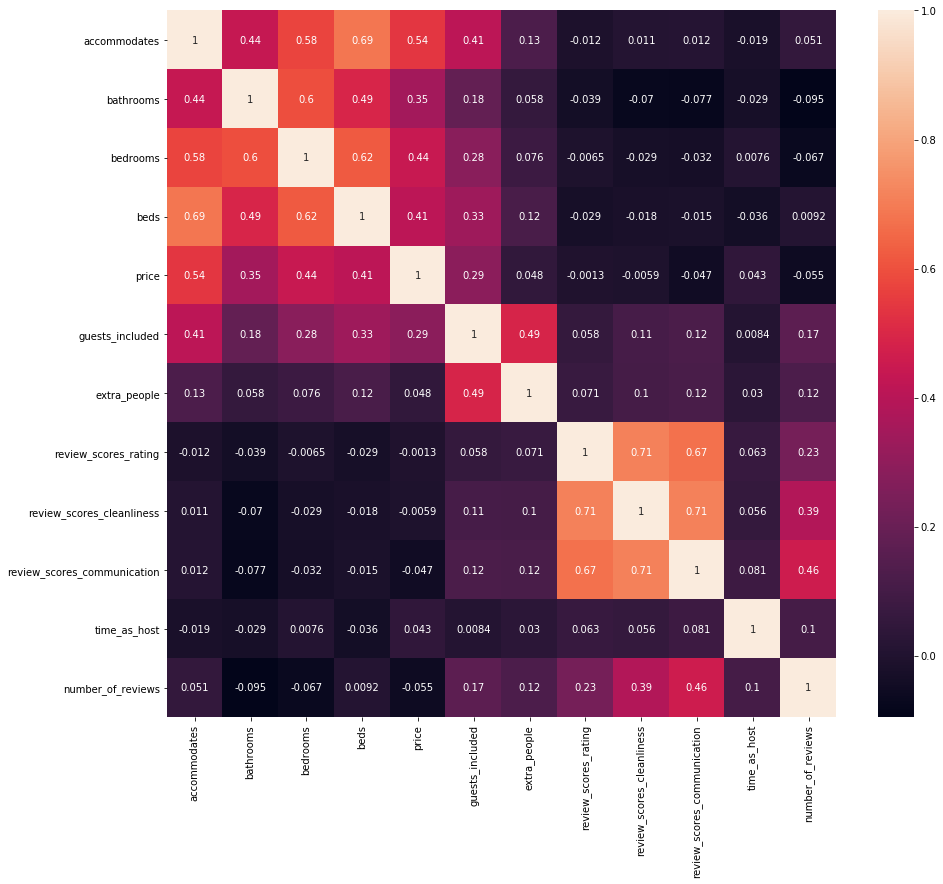 accommodates 1 0.44 0.58 0.69 0.54 0.41 0.13 -0.012 0.011 0.012 -0.019 0.051
bathrooms 0.44 1 0.6 0.49 0.35 0.18 0.058 -0.039 -0.07 -0.077 -0.029 -0.095
bedrooms 0.58 0.6 1 0.62 0.44 0.28 0.076 -0.0065 -0.029 -0.032 0.0076 -0.067
beds 0.69 0.49 0.62 1 0.41 0.33 0.12 -0.029 -0.018 -0.015 -0.036 0.0092
price 0.54 0.35 0.44 0.41 1 0.29 0.048 -0.0013 -0.0059 -0.047 0.043 -0.055
guests_included 0.41 0.18 0.28 0.33 0.29 1 0.49 0.058 0.11 0.12 0.0084 0.17
extra_people 0.13 0.058 0.076 0.12 0.048 0.49 1 0.071 0.1 0.12 0.03 0.12
review_scores_rating -0.012 -0.039 -0.0065 -0.029 -0.0013 0.058 0.071 1 0.71 0.67 0.063 0.23
review_scores_cleanliness 0.011 -0.07 -0.029 -0.018 -0.0059 0.11 0.1 0.71 1 0.71 0.056 0.39
review_scores_communication 0.012 -0.077 -0.032 -0.015 -0.047 0.12 0.12 0.67 0.71 1 0.081 0.46
time_as_host -0.019 -0.029 0.0076 -0.036 0.043 0.0084 0.03 0.063 0.056 0.081 1 0.1
number_of_reviews 0.051 -0.095 -0.067 0.0092 -0.055 0.17 0.12 0.23 0.39 0.46 0.1 1
accommodates
bathrooms
bedrooms
beds
price
guests_included
extra_people
review_scores_rating
review_scores_cleanliness
review_scores_communication
time_as_host
number_of_reviews
1.0
0.8
0.6
0.4
0.2
0.0